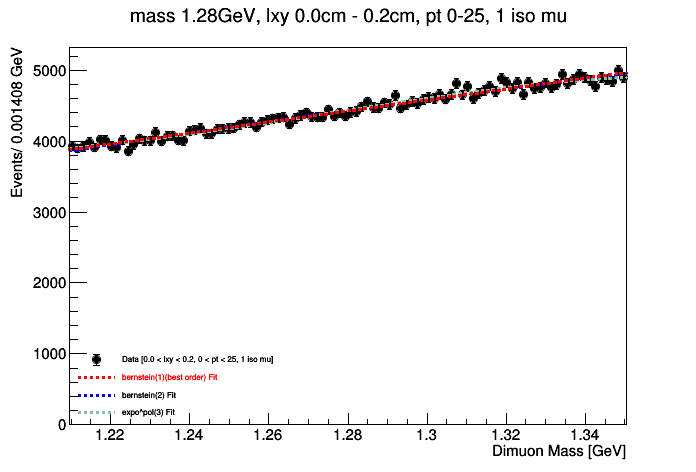 mass 1.28GeV, lxy 0.0cm - 0.2cm, pt 0-25, 1 iso mu
Events/ 0.001408 GeV
5000
4000
3000
2000
1000
0
Data [0.0 < lxy < 0.2, 0 < pt < 25, 1 iso mu]
bernstein(1)(best order) Fit
bernstein(2) Fit
expo^pol(3) Fit
1.22 1.24 1.26 1.28 1.3 1.32 1.34
Dimuon Mass [GeV]